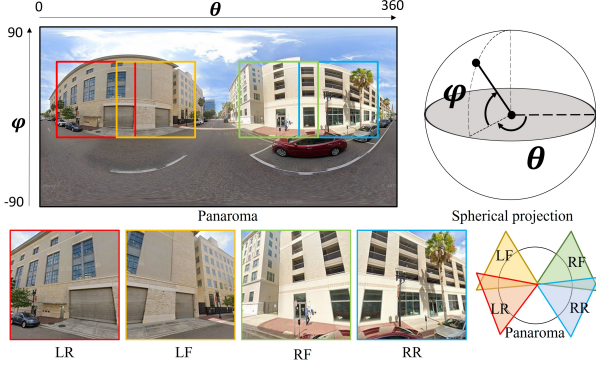 0
θ
360
90
φ
-90
Panaroma
φ
θ
Spherical projection
LR
LF
RF
RR
LF
RF
LR
RR
Panaroma